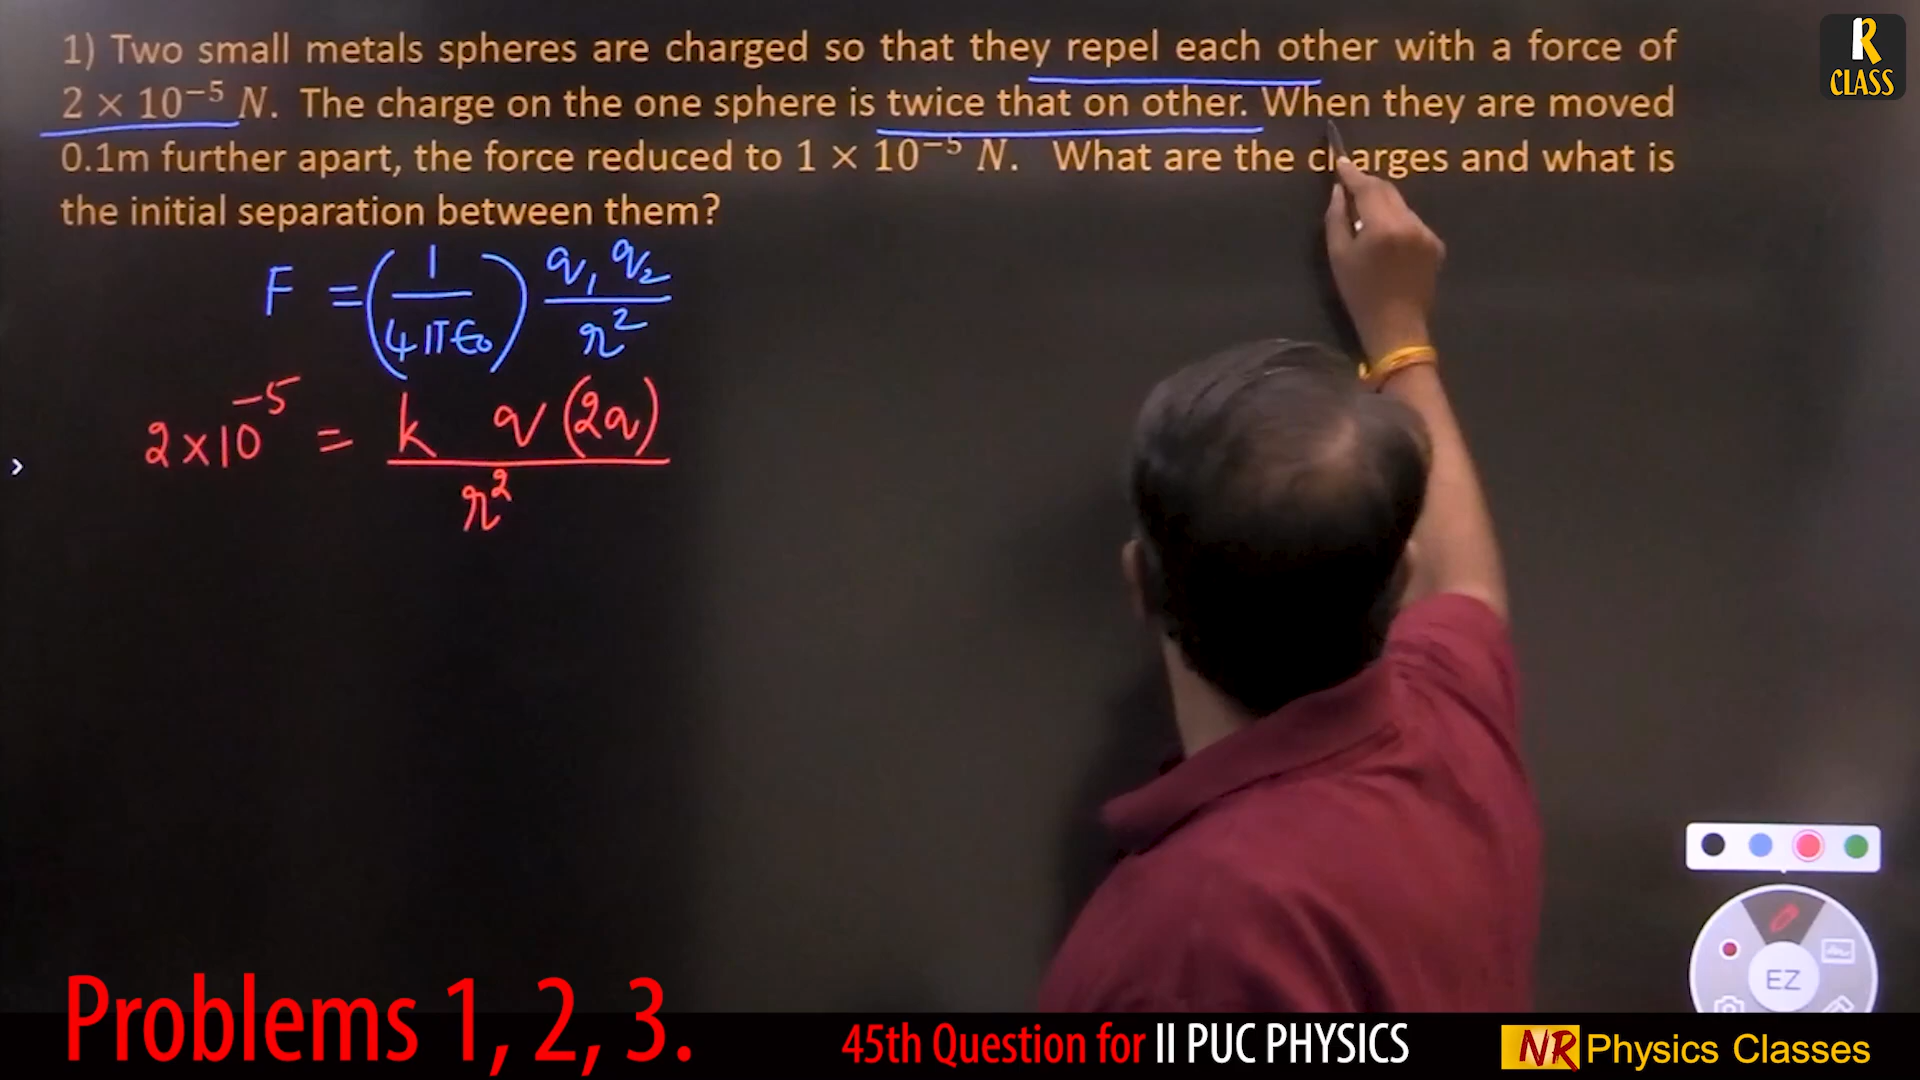 1) Two small metals spheres are charged so that they repel each other with a force of
2 × 10⁻⁵ N. The charge on the one sphere is twice that on other. When they are moved
0.1m further apart, the force reduced to 1 × 10⁻⁵ N. What are the charges and what is
the initial separation between them?
F = (1/4πϵ₀) q₁ q₂/r²
2×10⁻⁵ = k q (2q)/r²
R
CLASS
EZ
Problems 1, 2, 3.
45th Question for II PUC PHYSICS
NR Physics Classes